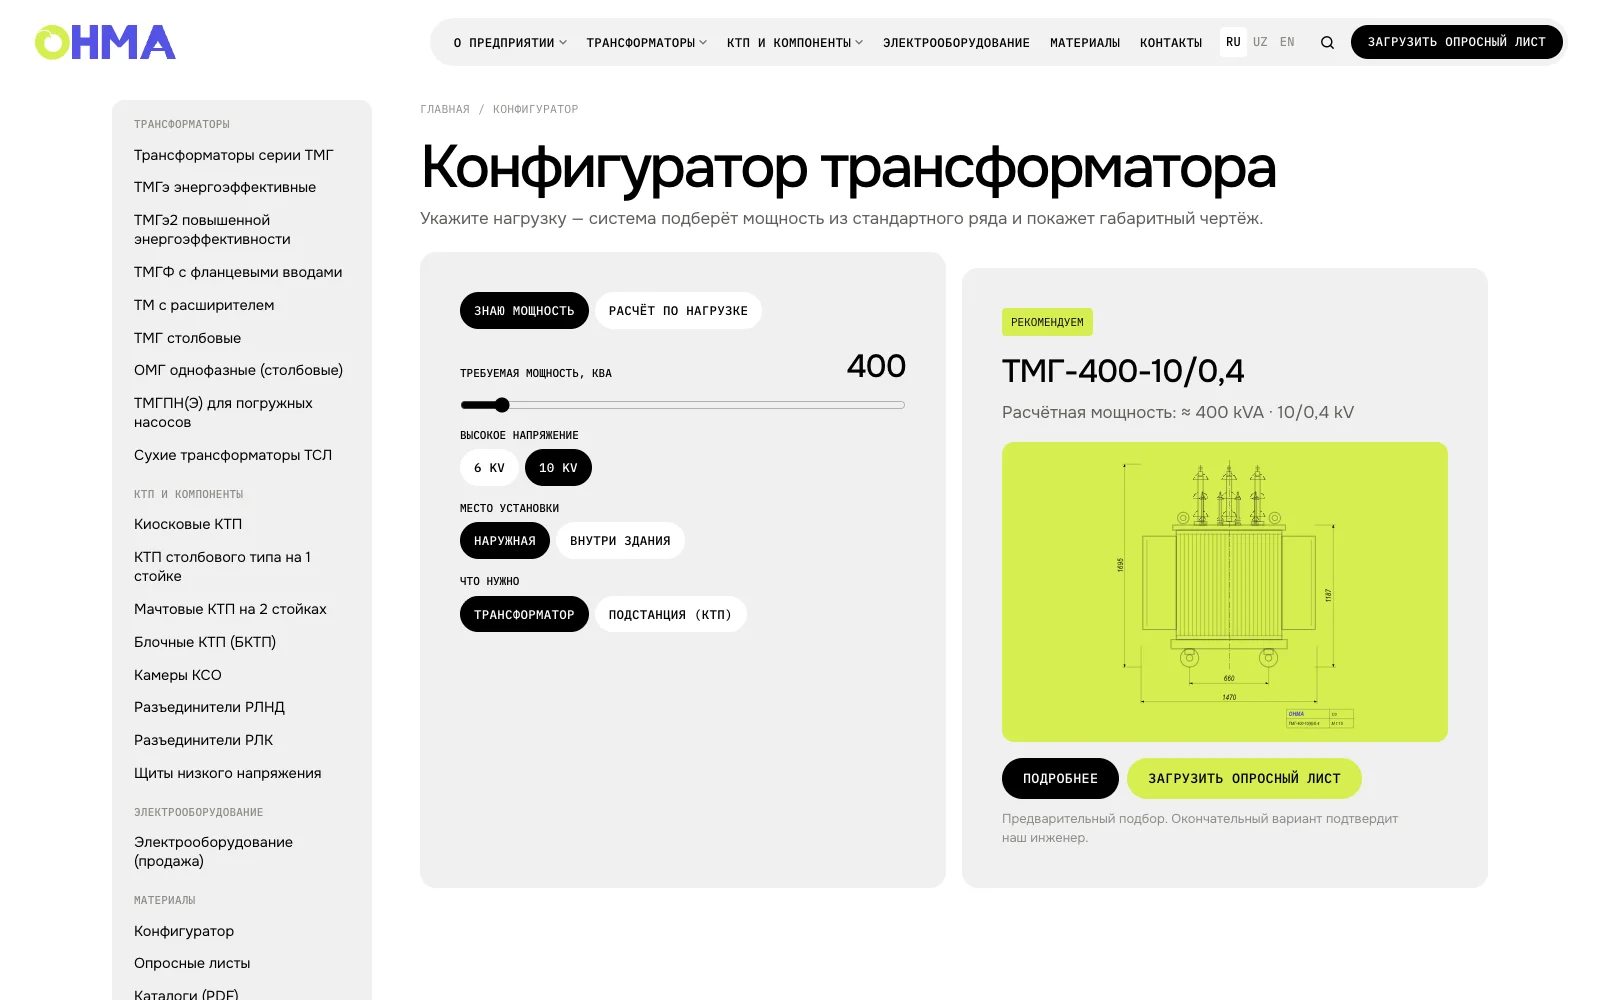 OHMA
О ПРЕДПРИЯТИИ
ТРАНСФОРМАТОРЫ
КТП И КОМПОНЕНТЫ
ЭЛЕКТРООБОРУДОВАНИЕ
МАТЕРИАЛЫ
КОНТАКТЫ
RU UZ EN
ЗАГРУЗИТЬ ОПРОСНЫЙ ЛИСТ
ТРАНСФОРМАТОРЫ
Трансформаторы серии ТМГ
ТМГэ энергоэффективные
ТМГэ2 повышенной
энергоэффективности
ТМГФ с фланцевыми вводами
ТМ с расширителем
ТМГ столбовые
ОМГ однофазные (столбовые)
ТМГПН(Э) для погружных
насосов
Сухие трансформаторы ТСЛ
КТП И КОМПОНЕНТЫ
Киосковые КТП
КТП столбового типа на 1
стойке
Мачтовые КТП на 2 стойках
Блочные КТП (БКТП)
Камеры КСО
Разъединители РЛНД
Разъединители РЛК
Щиты низкого напряжения
ЭЛЕКТРООБОРУДОВАНИЕ
Электрооборудование
(продажа)
МАТЕРИАЛЫ
Конфигуратор
Опросные листы
Каталоги (PDF)
ГЛАВНАЯ / КОНФИГУРАТОР
Конфигуратор трансформатора
Укажите нагрузку — система подберёт мощность из стандартного ряда и покажет габаритный чертёж.
ЗНАЮ МОЩНОСТЬ
РАСЧЁТ ПО НАГРУЗКЕ
ТРЕБУЕМАЯ МОЩНОСТЬ, КВА
400
ВЫСОКОЕ НАПРЯЖЕНИЕ
6 KV
10 KV
МЕСТО УСТАНОВКИ
НАРУЖНАЯ
ВНУТРИ ЗДАНИЯ
ЧТО НУЖНО
ТРАНСФОРМАТОР
ПОДСТАНЦИЯ (КТП)
РЕКОМЕНДУЕМ
ТМГ-400-10/0,4
Расчётная мощность: ≈ 400 kVA · 10/0,4 kV
1695
1187
660
1470
OHMA
ПОДРОБНЕЕ
ЗАГРУЗИТЬ ОПРОСНЫЙ ЛИСТ
Предварительный подбор. Окончательный вариант подтвердит
наш инженер.